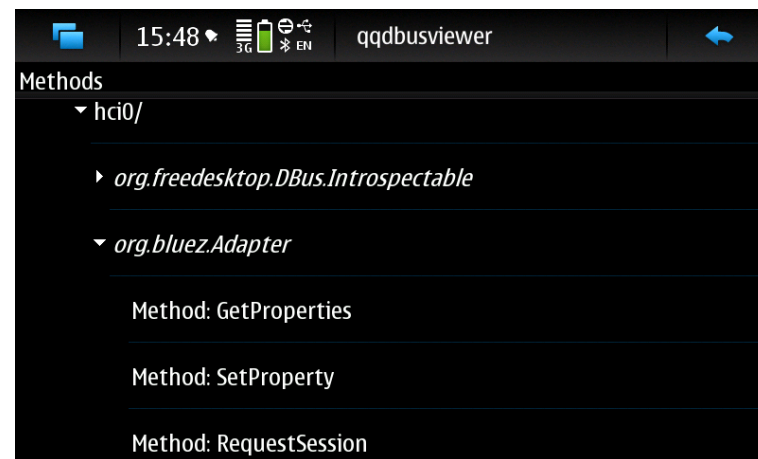 15:48 3G EN qqdbusviewer
Methods
hci0/
org.freedesktop.DBus.Introspectable
org.bluez.Adapter
Method: GetProperties
Method: SetProperty
Method: RequestSession